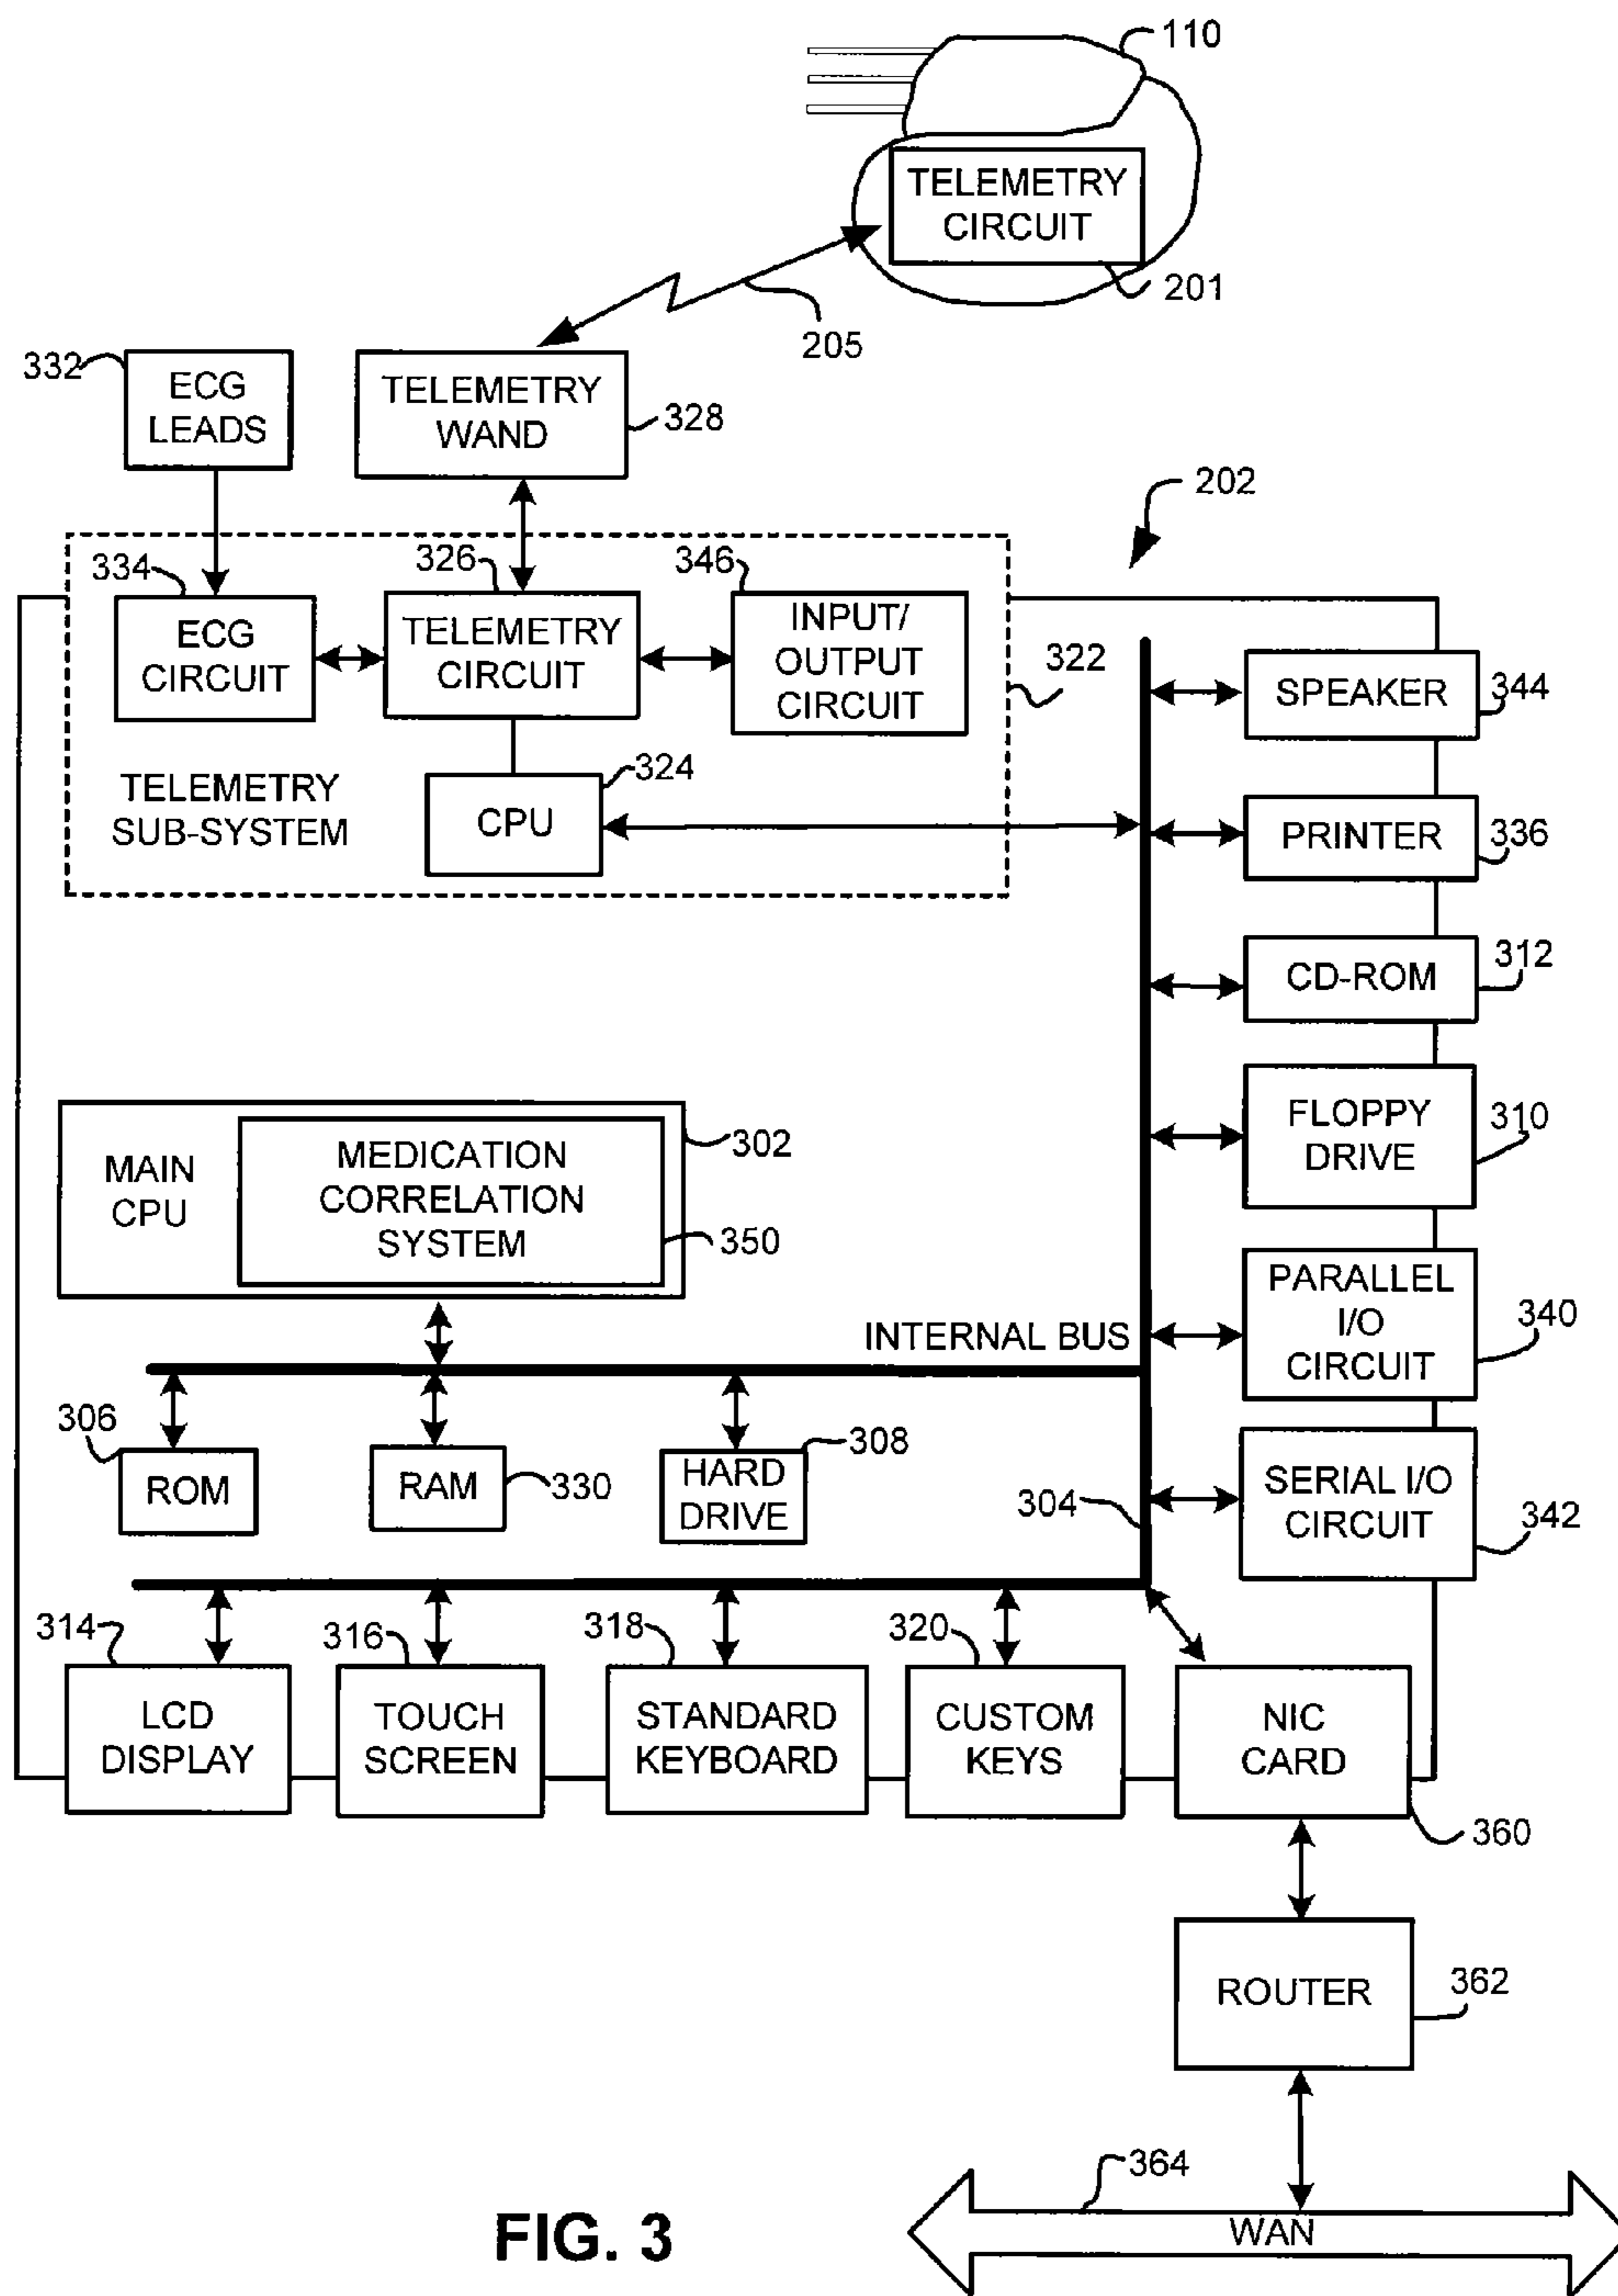 110
TELEMETRY
CIRCUIT
201
205
332
ECG
LEADS
TELEMETRY
WAND
328
202
334
326
346
ECG
CIRCUIT
TELEMETRY
CIRCUIT
INPUT/
OUTPUT
CIRCUIT
322
SPEAKER
344
324
TELEMETRY
SUB-SYSTEM
CPU
PRINTER
336
CD-ROM
312
FLOPPY
DRIVE
310
MAIN
CPU
MEDICATION
CORRELATION
SYSTEM
302
350
INTERNAL BUS
PARALLEL
I/O
CIRCUIT
340
306
ROM
RAM
330
308
HARD
DRIVE
304
SERIAL I/O
CIRCUIT
342
314
316
318
320
LCD
DISPLAY
TOUCH
SCREEN
STANDARD
KEYBOARD
CUSTOM
KEYS
NIC
CARD
360
ROUTER
362
364
WAN
FIG. 3